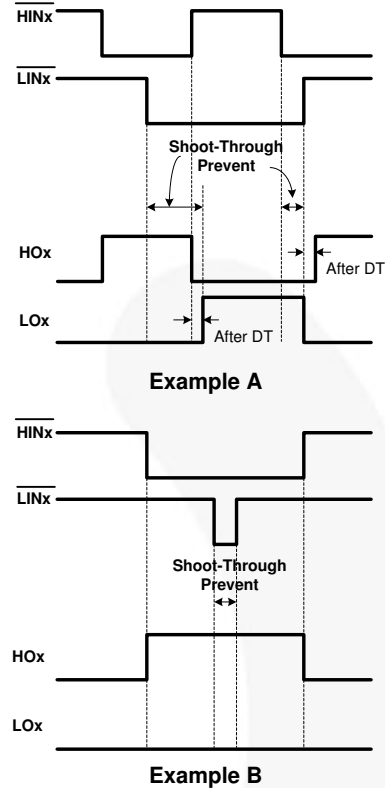 HINx
LINx
Shoot-Through
Prevent
HOx
After DT
LOx
After DT
Example A
HINx
LINx
Shoot-Through
Prevent
HOx
LOx
Example B